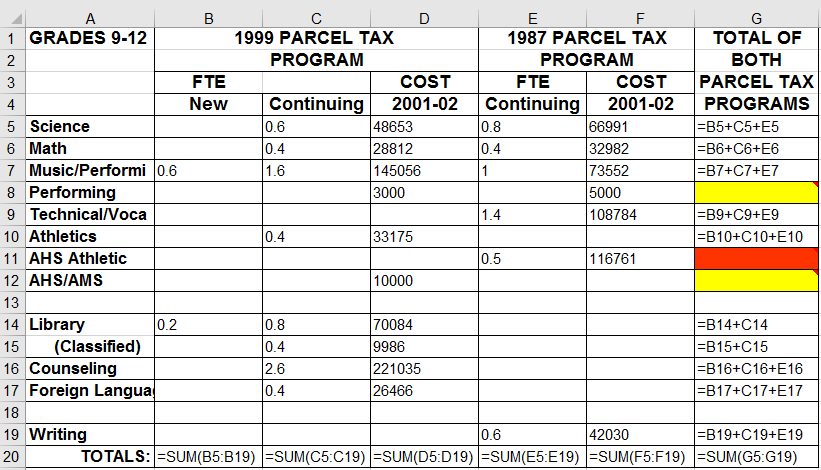 A B C D E F G
1 GRADES 9-12 1999 PARCEL TAX 1987 PARCEL TAX TOTAL OF
2 PROGRAM PROGRAM BOTH
3 FTE COST FTE COST PARCEL TAX
4 New Continuing 2001-02 Continuing 2001-02 PROGRAMS
5 Science 0.6 48653 0.8 66991 =B5+C5+E5
6 Math 0.4 28812 0.4 32982 =B6+C6+E6
7 Music/Performi 0.6 1.6 145056 1 73552 =B7+C7+E7
8 Performing 3000 5000
9 Technical/Voca 1.4 108784 =B9+C9+E9
10 Athletics 0.4 33175 =B10+C10+E10
11 AHS Athletic 0.5 116761
12 AHS/AMS 10000
13
14 Library 0.2 0.8 70084 =B14+C14
15 (Classified) 0.4 9986 =B15+C15
16 Counseling 2.6 221035 =B16+C16+E16
17 Foreign Langua 0.4 26466 =B17+C17+E17
18
19 Writing 0.6 42030 =B19+C19+E19
20 TOTALS: =SUM(B5:B19) =SUM(C5:C19) =SUM(D5:D19) =SUM(E5:E19) =SUM(F5:F19) =SUM(G5:G19)